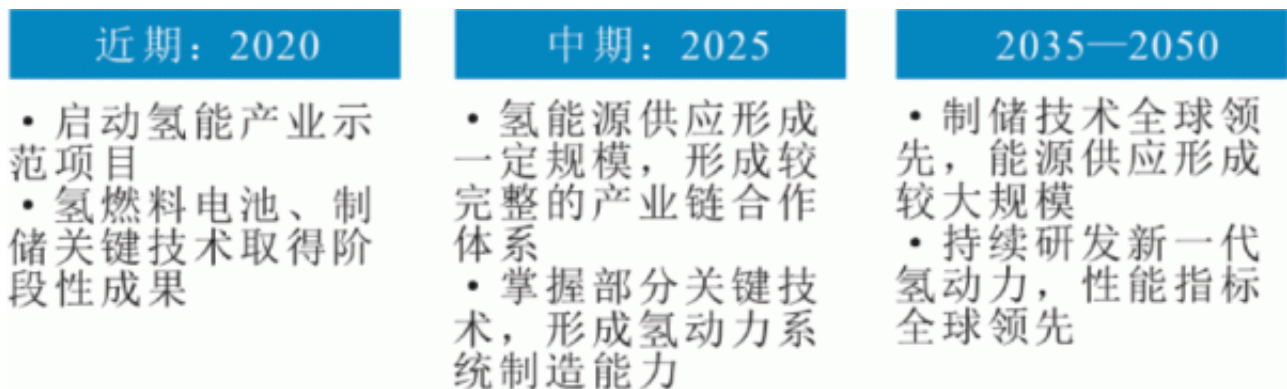 近期：2020
• 启动氢能产业示
范项目
• 氢燃料电池、制
储关键技术取得阶
段性成果
中期：2025
• 氢能源供应形成
一定规模，形成较
完整的产业链合作
体系
• 掌握部分关键技
术，形成氢动力系
统制造能力
2035—2050
• 制储技术全球领
先，能源供应形成
较大规模
• 持续研发新一代
氢动力，性能指标
全球领先